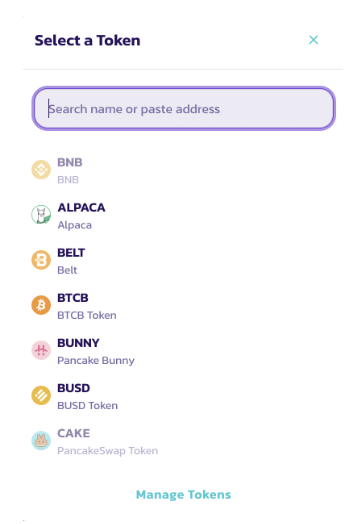 Select a Token
Search name or paste address
BNB
BNB
ALPACA
Alpaca
BELT
Belt
BTCB
BTCB Token
BUNNY
Pancake Bunny
BUSD
BUSD Token
CAKE
PancakeSwap Token
Manage Tokens